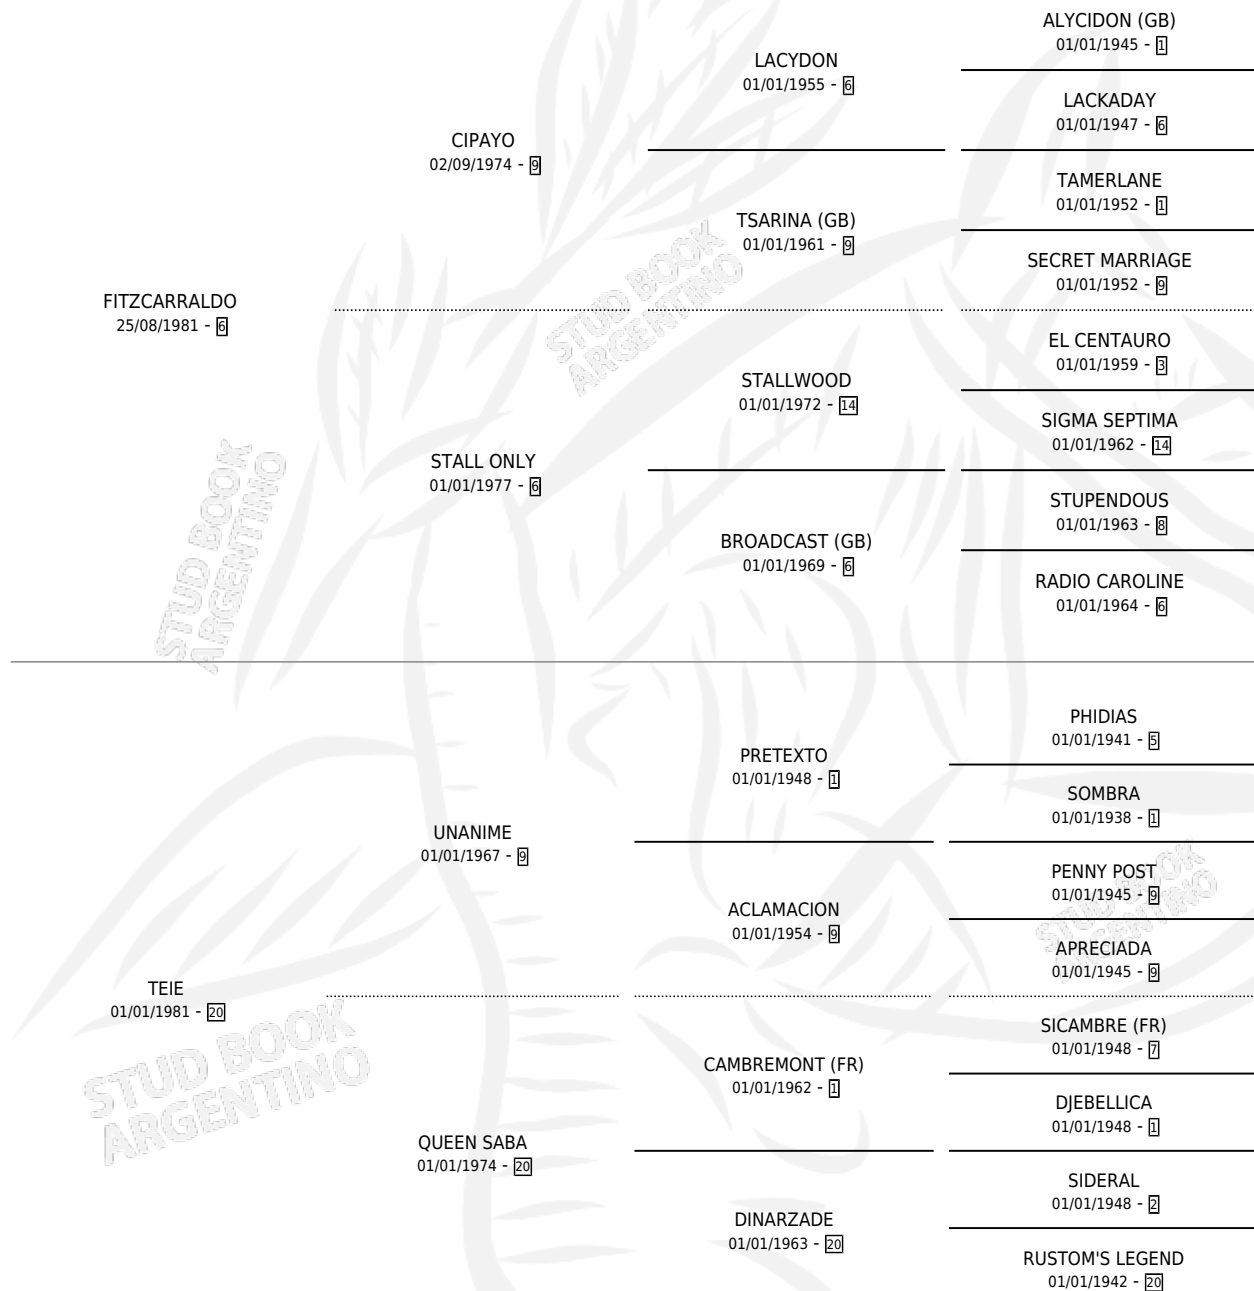 ALYCIDON (GB)
01/01/1945 - 1
LACYDON
01/01/1955 - 6
LACKADAY
01/01/1947 - 6
CIPAYO
02/09/1974 - 9
TAMERLANE
01/01/1952 - 1
TSARINA (GB)
01/01/1961 - 9
SECRET MARRIAGE
01/01/1952 - 9
FITZCARRALDO
25/08/1981 - 6
EL CENTAURO
01/01/1959 - 3
STALLWOOD
01/01/1972 - 14
SIGMA SEPTIMA
01/01/1962 - 14
STALL ONLY
01/01/1977 - 6
STUPENDOUS
01/01/1963 - 8
BROADCAST (GB)
01/01/1969 - 6
RADIO CAROLINE
01/01/1964 - 6
STUD BOOK
ARGENTINO
STUD BOOK
ARGENTINO
PHIDIAS
01/01/1941 - 5
PRETEXTO
01/01/1948 - 1
SOMBRA
01/01/1938 - 1
UNANIME
01/01/1967 - 9
PENNY POST
01/01/1945 - 9
ACLAMACION
01/01/1954 - 9
APRECIADA
01/01/1945 - 9
TEIE
01/01/1981 - 20
SICAMBRE (FR)
01/01/1948 - 7
CAMBREMONT (FR)
01/01/1962 - 1
DJEBELLICA
01/01/1948 - 1
QUEEN SABA
01/01/1974 - 20
SIDERAL
01/01/1948 - 2
DINARZADE
01/01/1963 - 20
RUSTOM'S LEGEND
01/01/1942 - 20
STUD BOOK
ARGENTINO
STUD BOOK
ARGENTINO